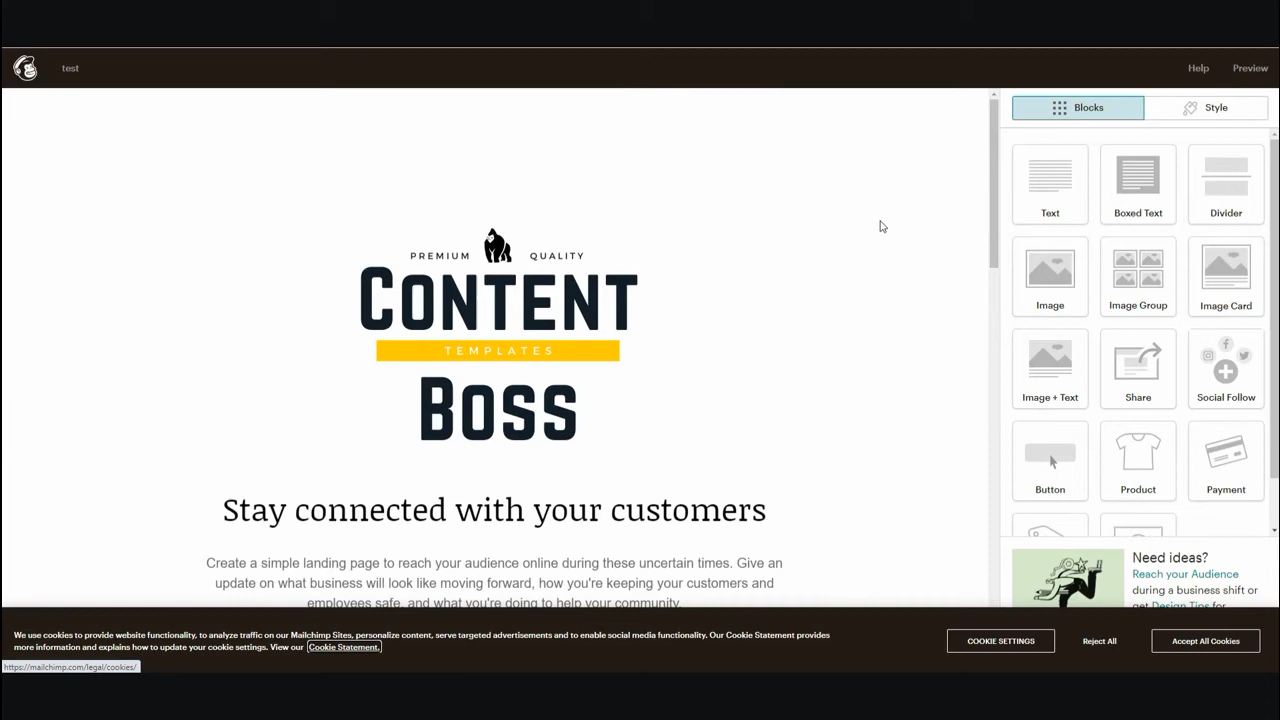 test
Help
Preview
Blocks
Style
PREMIUM QUALITY
CONTENT
TEMPLATES
BOSS
Stay connected with your customers
Create a simple landing page to reach your audience online during these uncertain times. Give an
update on what business will look like moving forward, how you're keeping your customers and
employees safe, and what you're doing to help your community.
Text
Boxed Text
Divider
Image
Image Group
Image Card
Image + Text
Share
Social Follow
Button
Product
Payment
Need ideas?
Reach your Audience
during a business shift or
get Design Tips for
We use cookies to provide website functionality, to analyze traffic on our Mailchimp Sites, personalize content, serve targeted advertisements and to enable social media functionality. Our Cookie Statement provides
more information and explains how to update your cookie settings. View our Cookie Statement.
COOKIE SETTINGS
Reject All
Accept All Cookies
https://mailchimp.com/legal/cookies/